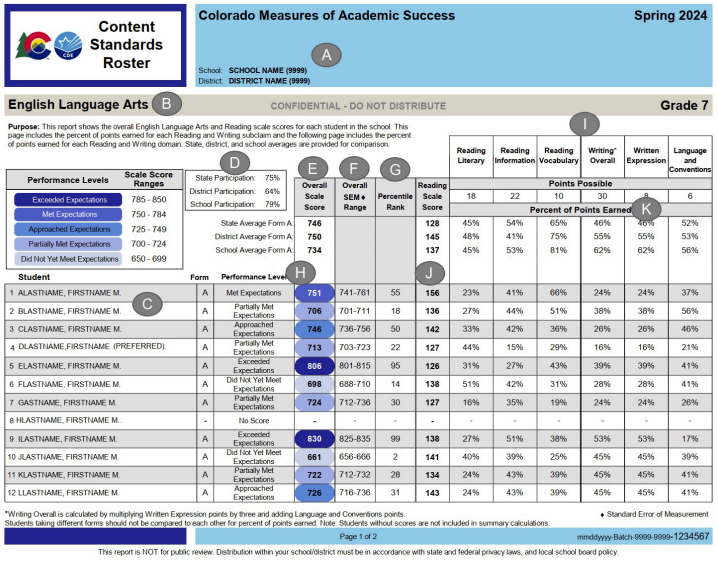 Content Standards Roster
CDE
Colorado Measures of Academic Success Spring 2024
A
School: SCHOOL NAME (9999)
District: DISTRICT NAME (9999)
English Language Arts B CONFIDENTIAL - DO NOT DISTRIBUTE Grade 7
Purpose: This report shows the overall English Language Arts and Reading scale scores for each student in the school. This
page includes the percent of points earned for each Reading and Writing subclaim and the following page includes the percent
of points earned for each Reading and Writing domain. State, district, and school averages are provided for comparison.
I
Reading Literary Reading Information Reading Vocabulary Writing* Overall Written Expression Language and Conventions
Points Possible
18 22 10 30 8 6
Percent of Points Earned K
Performance Levels Scale Score Ranges
Exceeded Expectations 785 - 850
Met Expectations 750 - 784
Approached Expectations 725 - 749
Partially Met Expectations 700 - 724
Did Not Yet Meet Expectations 650 - 699
D
State Participation: 75%
District Participation: 64%
School Participation: 79%
E F G
Overall Scale Score Overall SEM♦ Range Percentile Rank Reading Scale Score
State Average Form A: 746 128 45% 54% 65% 46% 46% 52%
District Average Form A: 750 145 48% 41% 75% 55% 55% 53%
School Average Form A: 734 137 45% 53% 81% 62% 62% 56%
H J
Student Form Performance Level
1 ALASTNAME, FIRSTNAME M. A Met Expectations 751 741-761 55 156 23% 41% 66% 24% 24% 37%
C
2 BLASTNAME, FIRSTNAME M. A Partially Met Expectations 706 701-711 18 136 27% 44% 51% 38% 38% 56%
3 CLASTNAME, FIRSTNAME M. A Approached Expectations 746 736-756 50 142 33% 42% 36% 26% 26% 46%
4 DLASTNAME,FIRSTNAME (PREFERRED). A Partially Met Expectations 713 703-723 22 127 44% 15% 29% 16% 16% 21%
5 ELASTNAME, FIRSTNAME M. A Exceeded Expectations 806 801-815 95 126 31% 27% 43% 39% 39% 41%
6 FLASTNAME, FIRSTNAME M. A Did Not Yet Meet Expectations 698 688-710 14 138 51% 42% 31% 28% 28% 41%
7 GASTNAME, FIRSTNAME M. A Partially Met Expectations 724 712-736 30 127 16% 35% 19% 24% 24% 26%
8 HLASTNAME, FIRSTNAME M.. - No Score - - - - - - - - - -
9 ILASTNAME, FIRSTNAME M. A Exceeded Expectations 830 825-835 99 138 27% 51% 38% 53% 53% 17%
10 JLASTNAME, FIRSTNAME M. A Did Not Yet Meet Expectations 661 656-666 2 141 40% 39% 25% 45% 45% 39%
11 KLASTNAME, FIRSTNAME M. A Partially Met Expectations 722 712-732 28 134 24% 43% 39% 45% 45% 41%
12 LLASTNAME, FIRSTNAME M. A Approached Expectations 726 716-736 31 143 24% 43% 39% 45% 45% 41%
*Writing Overall is calculated by multiplying Written Expression points by three and adding Language and Conventions points. ♦ Standard Error of Measurement
Students taking different forms should not be compared to each other for percent of points earned. Note: Students without scores are not included in summary calculations.
Page 1 of 2 mmddyyyy-Batch-9999-9999-1234567
This report is NOT for public review. Distribution within your school/district must be in accordance with state and federal privacy laws, and local school board policy.